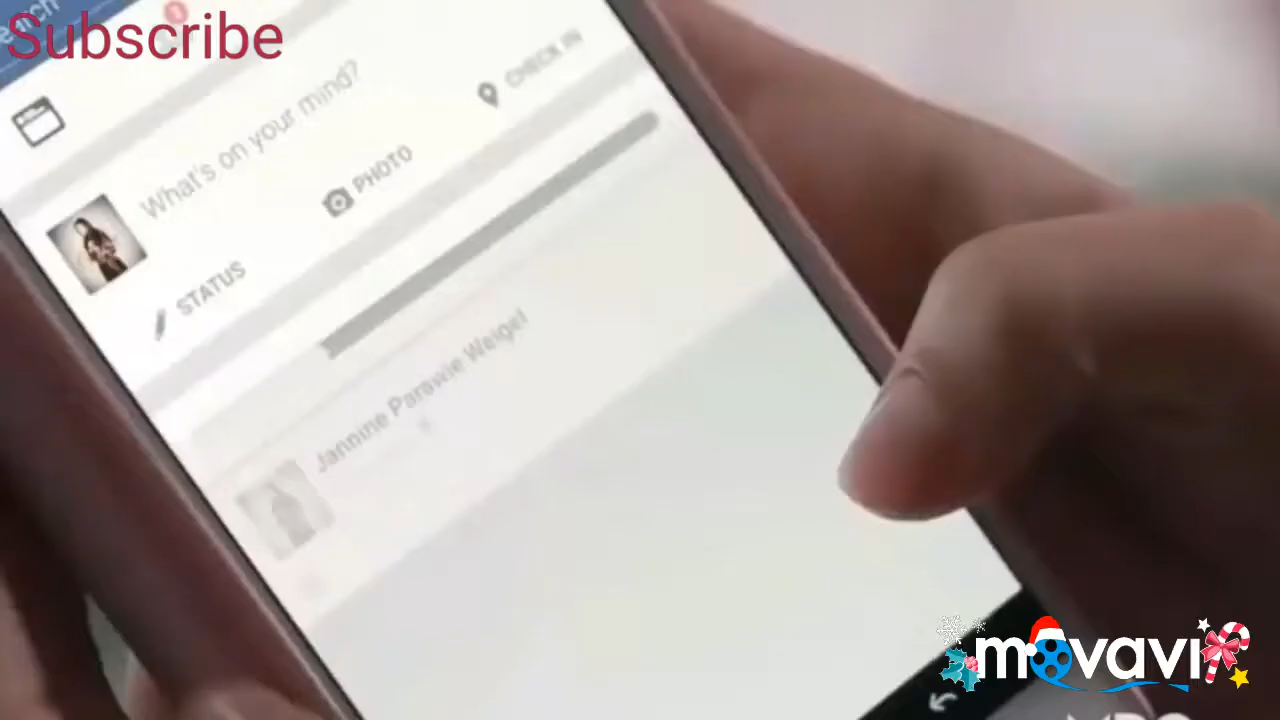 Subscribe
What's on your mind?
CHECK IN
PHOTO
STATUS
Jannine Parawie Weigel
movavi